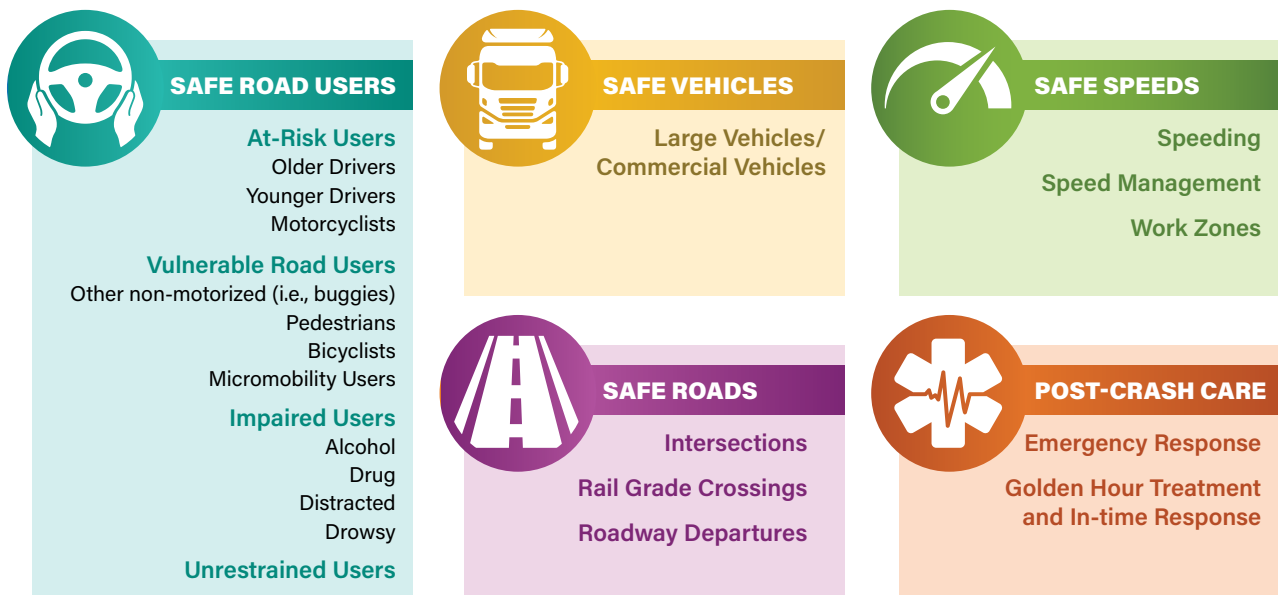 SAFE ROAD USERS
At-Risk Users
Older Drivers
Younger Drivers
Motorcyclists
Vulnerable Road Users
Other non-motorized (i.e., buggies)
Pedestrians
Bicyclists
Micromobility Users
Impaired Users
Alcohol
Drug
Distracted
Drowsy
Unrestrained Users
SAFE VEHICLES
Large Vehicles/
Commercial Vehicles
SAFE SPEEDS
Speeding
Speed Management
Work Zones
SAFE ROADS
Intersections
Rail Grade Crossings
Roadway Departures
POST-CRASH CARE
Emergency Response
Golden Hour Treatment
and In-time Response